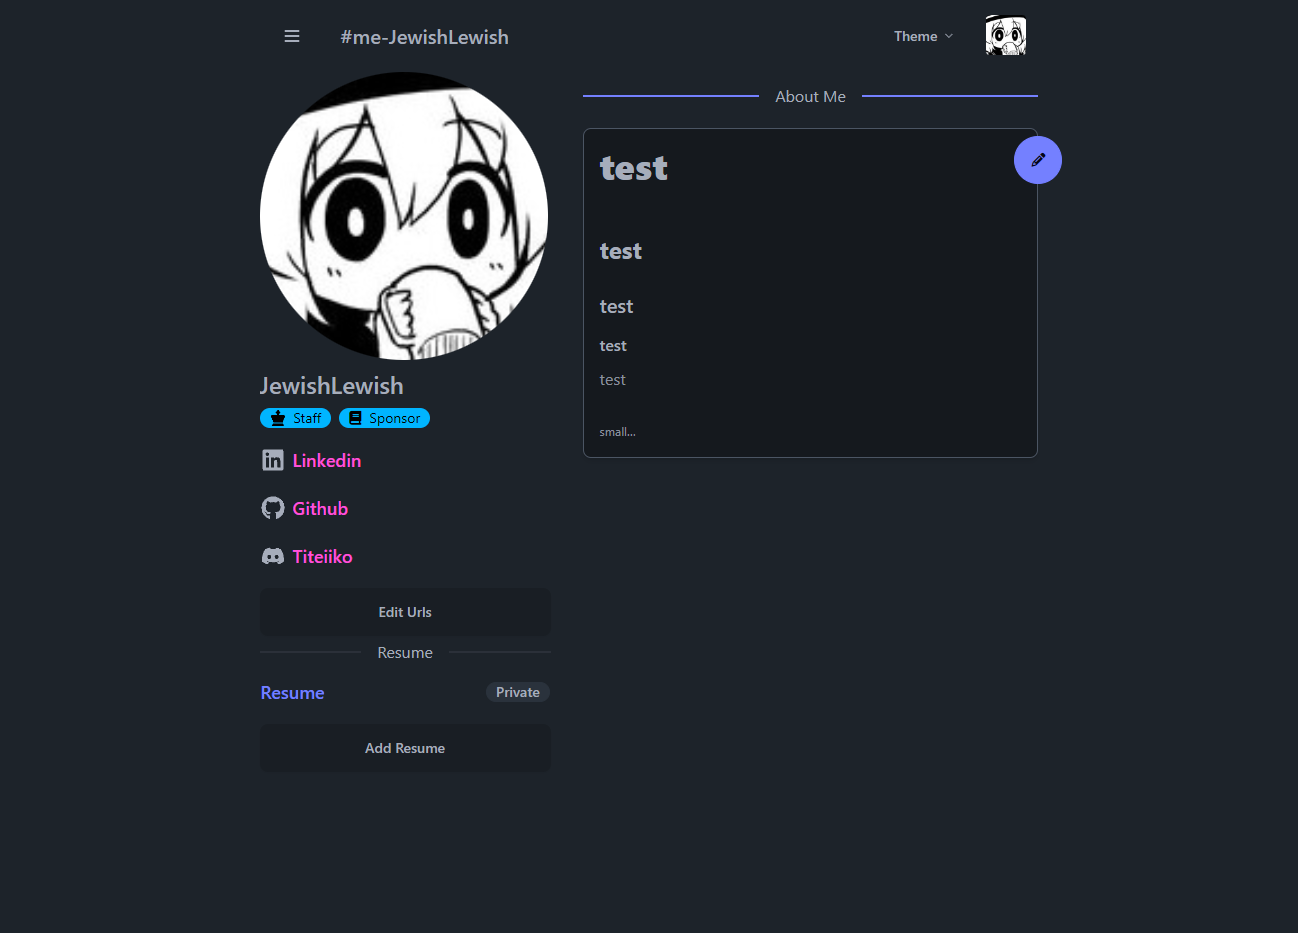 #me-JewishLewish
Theme
JewishLewish
Staff
Sponsor
Linkedin
Github
Titeiiko
Edit Urls
Resume
Resume
Private
Add Resume
About Me
test
test
test
test
test
small...